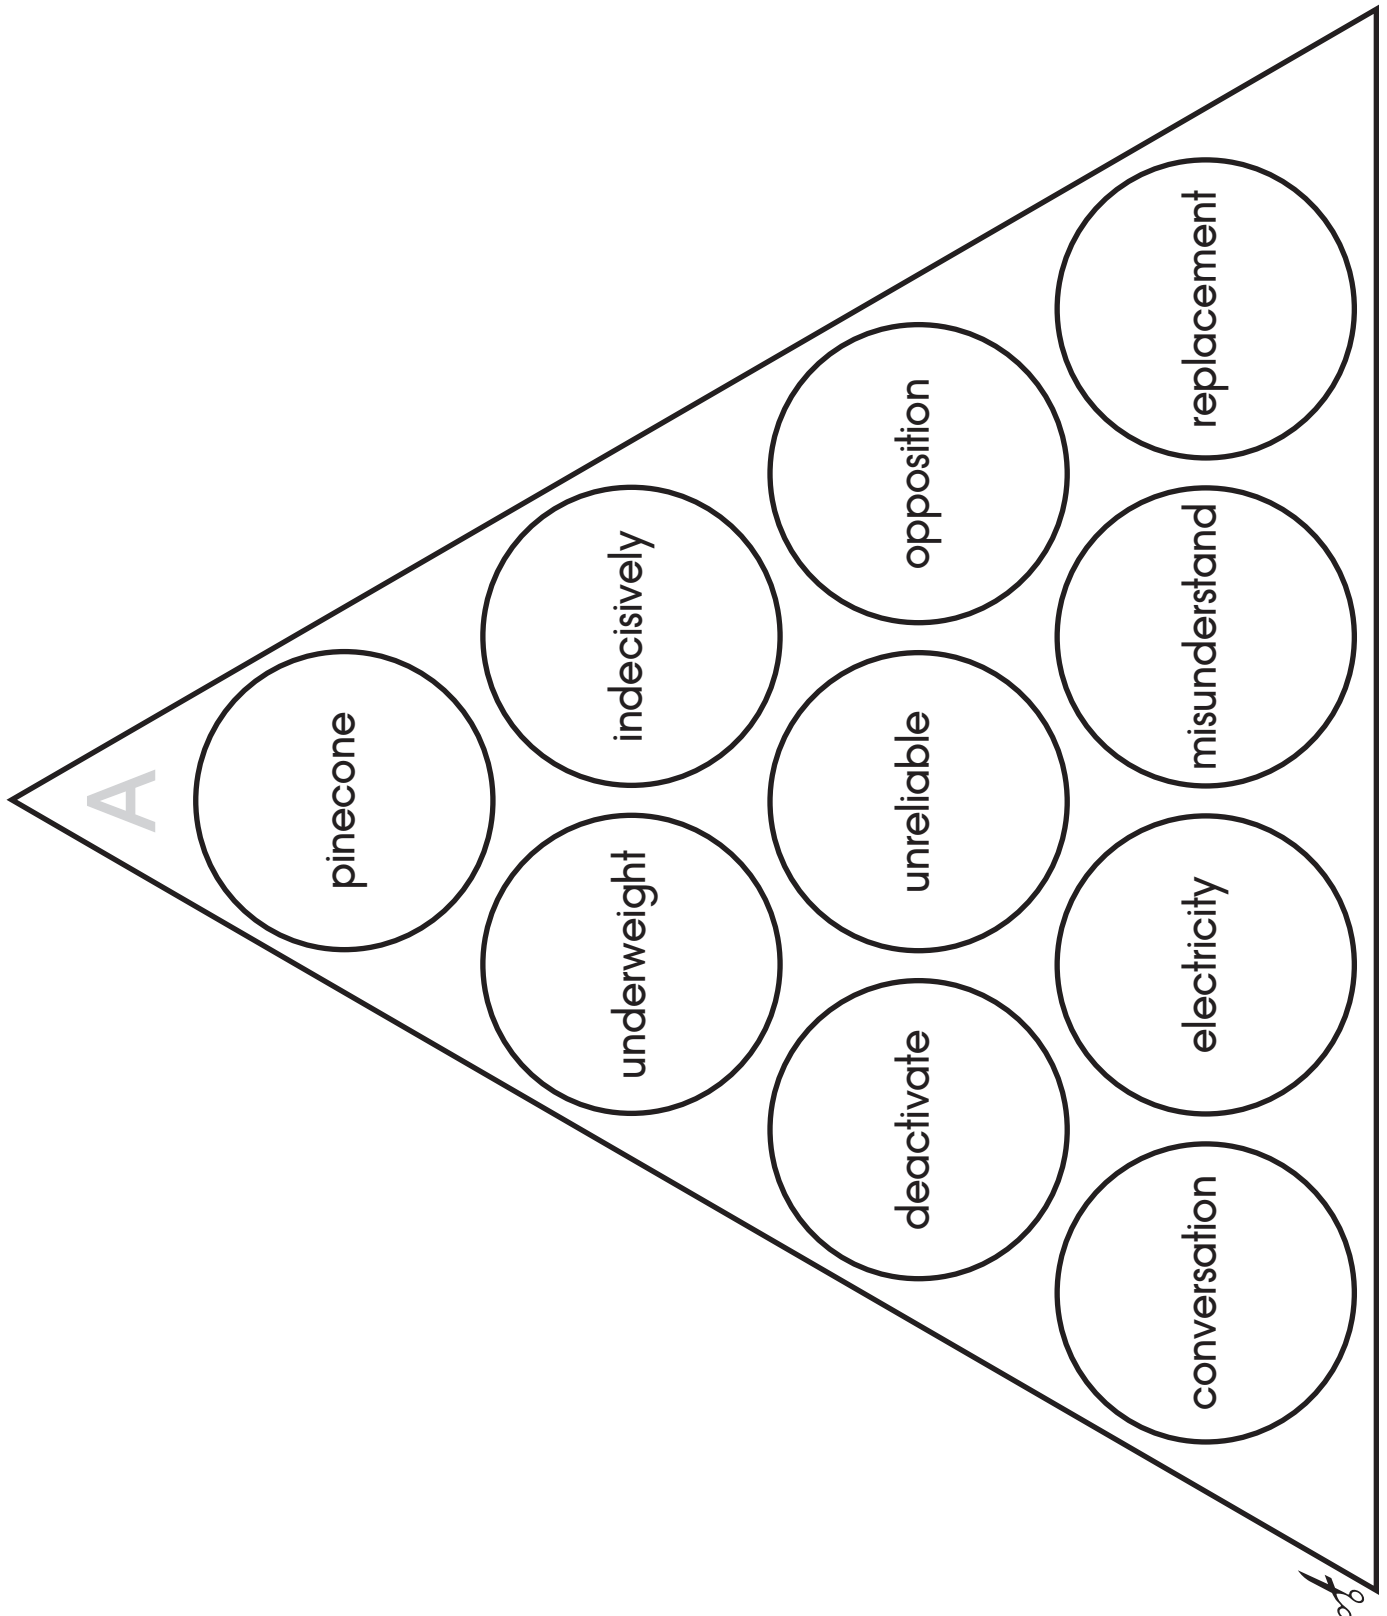 A
pinecone
underweight
indecisively
deactivate
unreliable
opposition
conversation
electricity
misunderstand
replacement